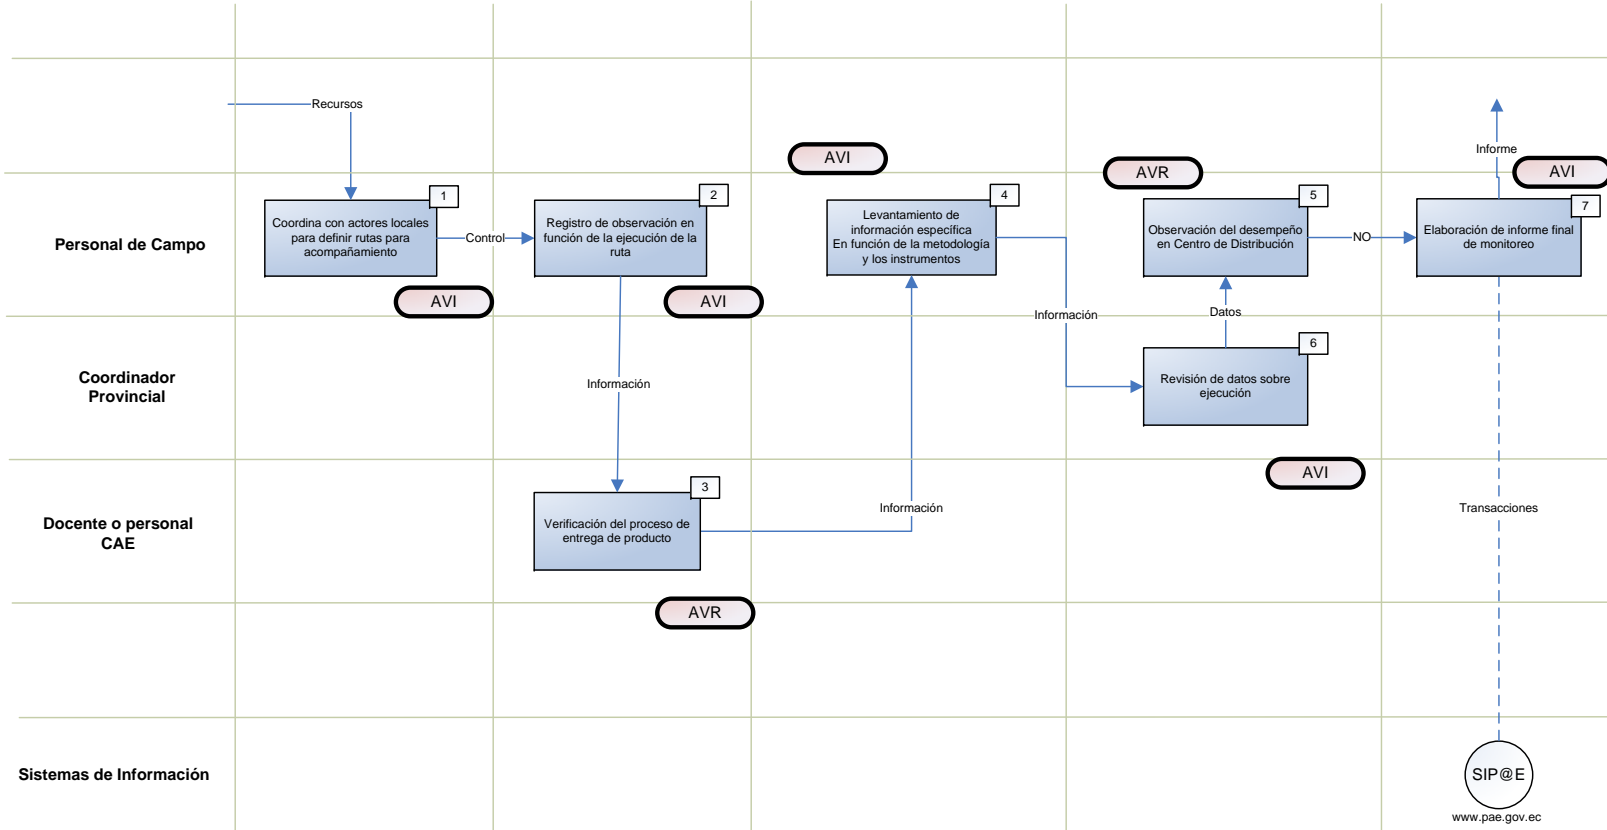 Recursos
Informe
AVI
AVR
AVI
Personal de Campo
1
Coordina con actores locales
para definir rutas para
acompañamiento
Control
2
Registro de observación en
función de la ejecución de la
ruta
4
Levantamiento de
información específica
En función de la metodología
y los instrumentos
5
Observación del desempeño
en Centro de Distribución
NO
7
Elaboración de informe final
de monitoreo
AVI
AVI
Información
Datos
Coordinador
Provincial
Información
6
Revisión de datos sobre
ejecución
AVI
Docente o personal
CAE
3
Verificación del proceso de
entrega de producto
Información
Transacciones
AVR
Sistemas de Información
SIP@E
www.pae.gov.ec